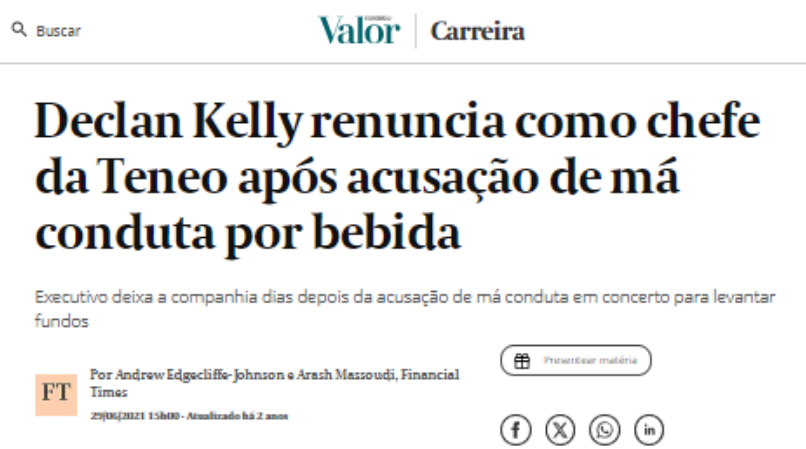 Buscar
ECONÔMICO
Valor
Carreira
Declan Kelly renuncia como chefe
da Teneo após acusação de má
conduta por bebida
Executivo deixa a companhia dias depois da acusação de má conduta em concerto para levantar
fundos
Presentear matéria
FT
Por Andrew Edgecliffe-Johnson e Arash Massoudi, Financial
Times
29/06/2021 15h00 · Atualizado há 2 anos
f X in